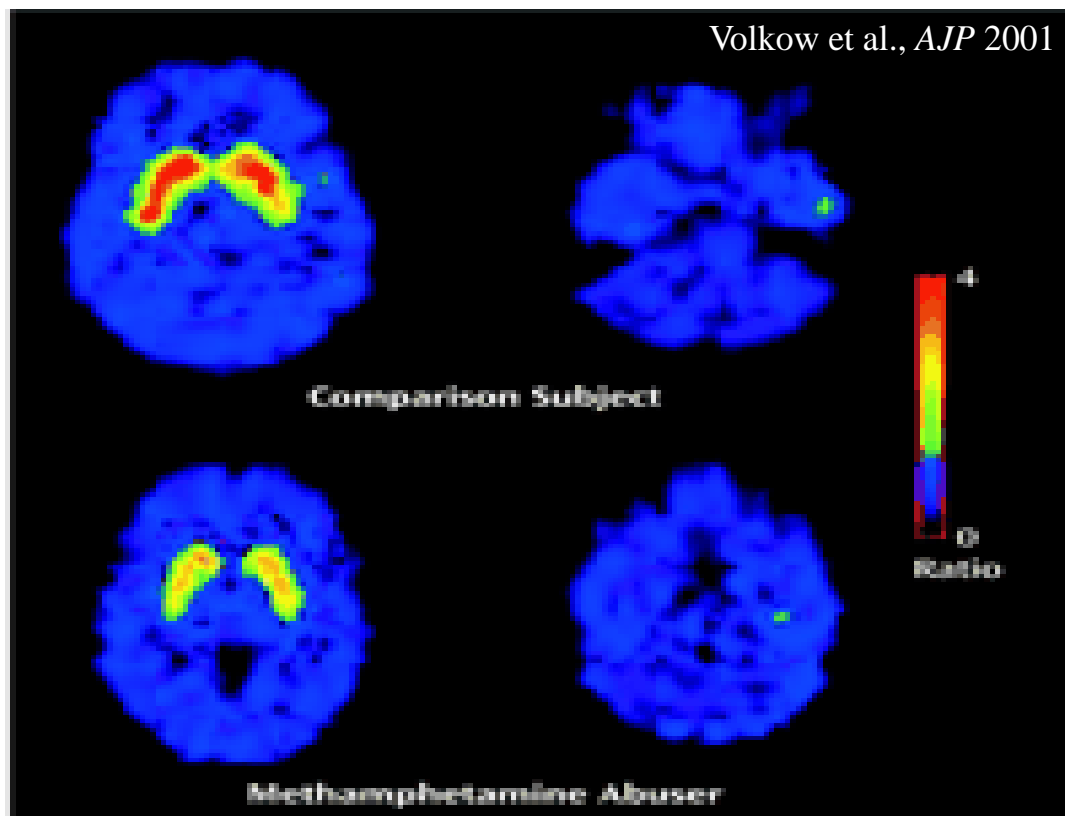 Volkow et al., AJP 2001
4
Comparison Subject
0
Ratio
Methamphetamine Abuser